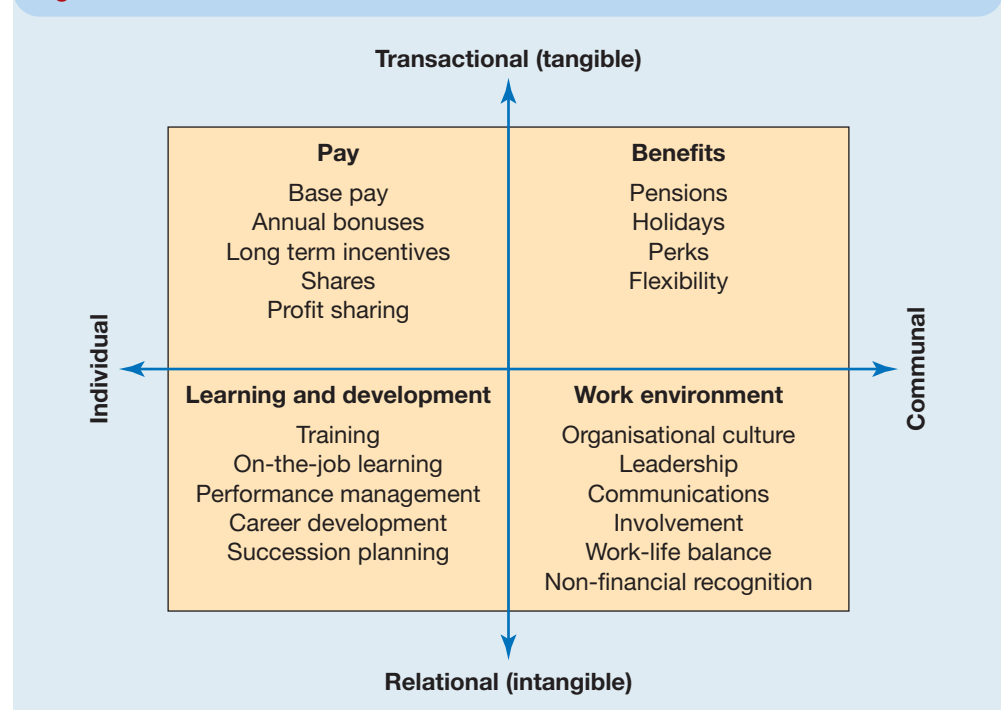 Transactional (tangible)
Pay
Base pay
Annual bonuses
Long term incentives
Shares
Profit sharing
Benefits
Pensions
Holidays
Perks
Flexibility
Individual
Communal
Learning and development
Training
On-the-job learning
Performance management
Career development
Succession planning
Work environment
Organisational culture
Leadership
Communications
Involvement
Work-life balance
Non-financial recognition
Relational (intangible)